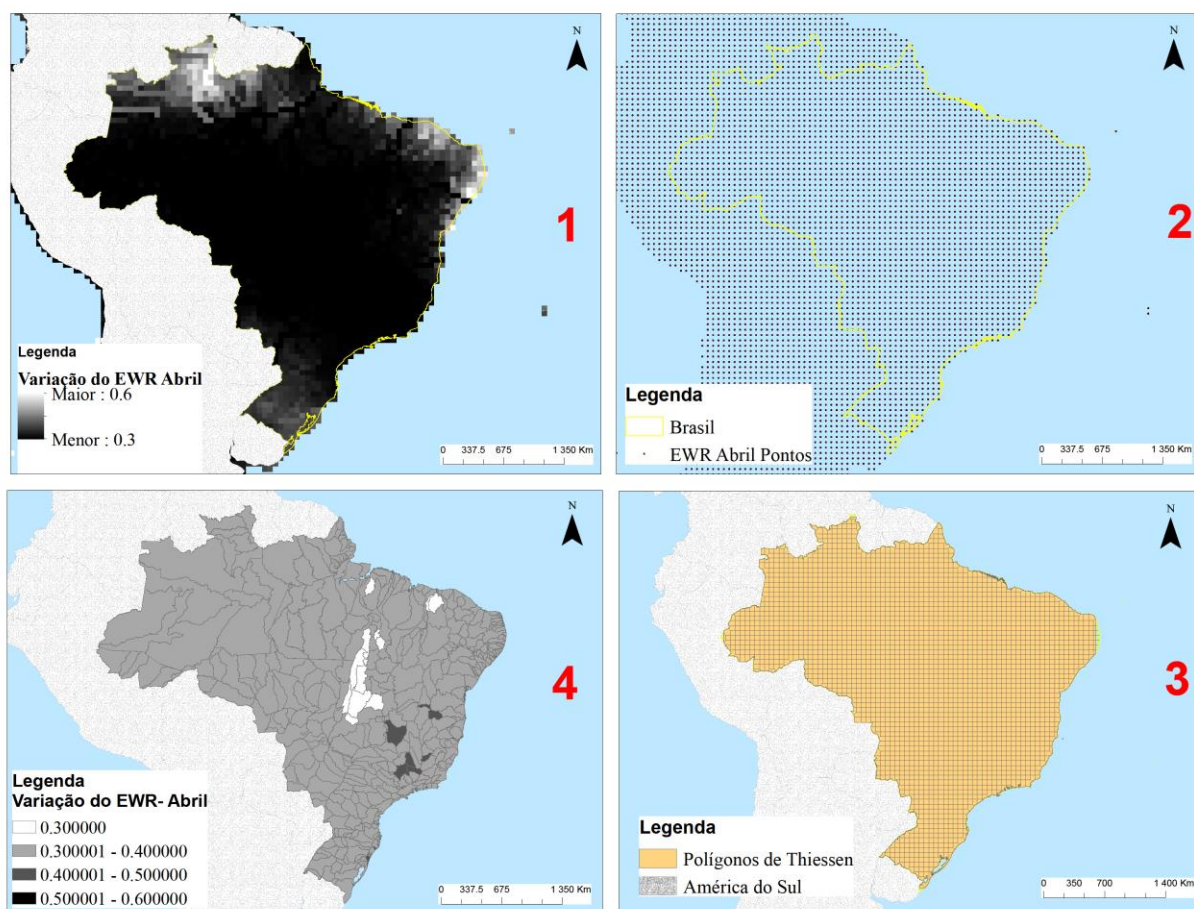 N
1
Legenda
Variação do EWR Abril
Maior : 0.6
Menor : 0.3
0 337.5 675 1 350 Km
N
2
Legenda
Brasil
EWR Abril Pontos
0 337.5 675 1 350 Km
N
4
Legenda
Variação do EWR- Abril
0.300000
0.300001 - 0.400000
0.400001 - 0.500000
0.500001 - 0.600000
0 337.5 675 1 350 Km
N
3
Legenda
Polígonos de Thiessen
América do Sul
0 350 700 1 400 Km